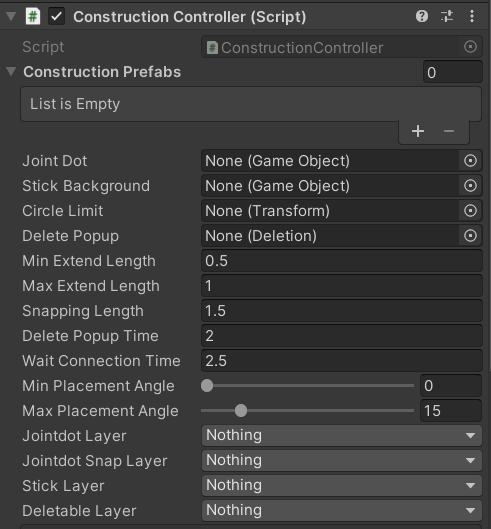 Construction Controller (Script)
Script ConstructionController
Construction Prefabs 0
List is Empty
+ −
Joint Dot None (Game Object)
Stick Background None (Game Object)
Circle Limit None (Transform)
Delete Popup None (Deletion)
Min Extend Length 0.5
Max Extend Length 1
Snapping Length 1.5
Delete Popup Time 2
Wait Connection Time 2.5
Min Placement Angle 0
Max Placement Angle 15
Jointdot Layer Nothing
Jointdot Snap Layer Nothing
Stick Layer Nothing
Deletable Layer Nothing